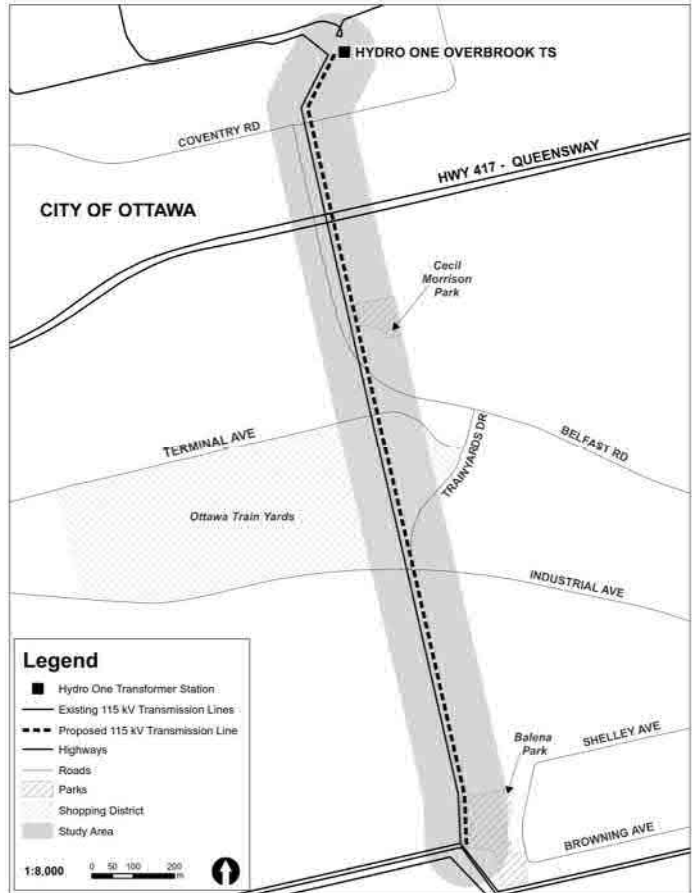 HYDRO ONE OVERBROOK TS
COVENTRY RD
HWY 417 - QUEENSWAY
CITY OF OTTAWA
Cecil
Morrison
Park
TERMINAL AVE
TRAINYARDS DR
BELFAST RD
Ottawa Train Yards
INDUSTRIAL AVE
Legend
Hydro One Transformer Station
Existing 115 kV Transmission Lines
Proposed 115 kV Transmission Line
Highways
Roads
Parks
Shopping District
Study Area
1:8,000
0 50 100 200
m
Balena
Park
SHELLEY AVE
BROWNING AVE